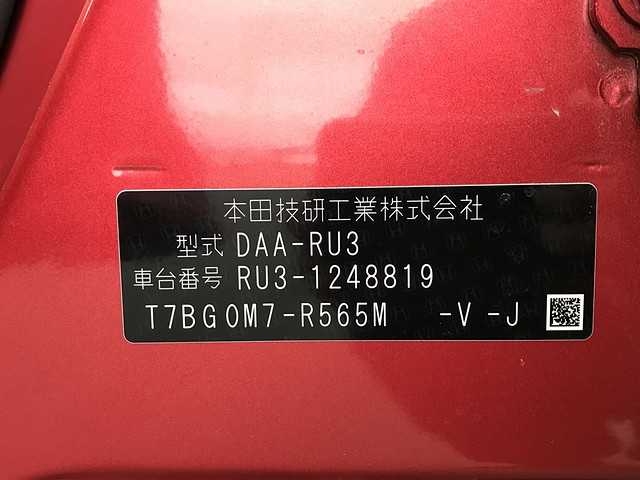 本田技研工業株式会社
型式 DAA-RU3
車台番号 RU3-1248819
T7BG0M7-R565M -V -J